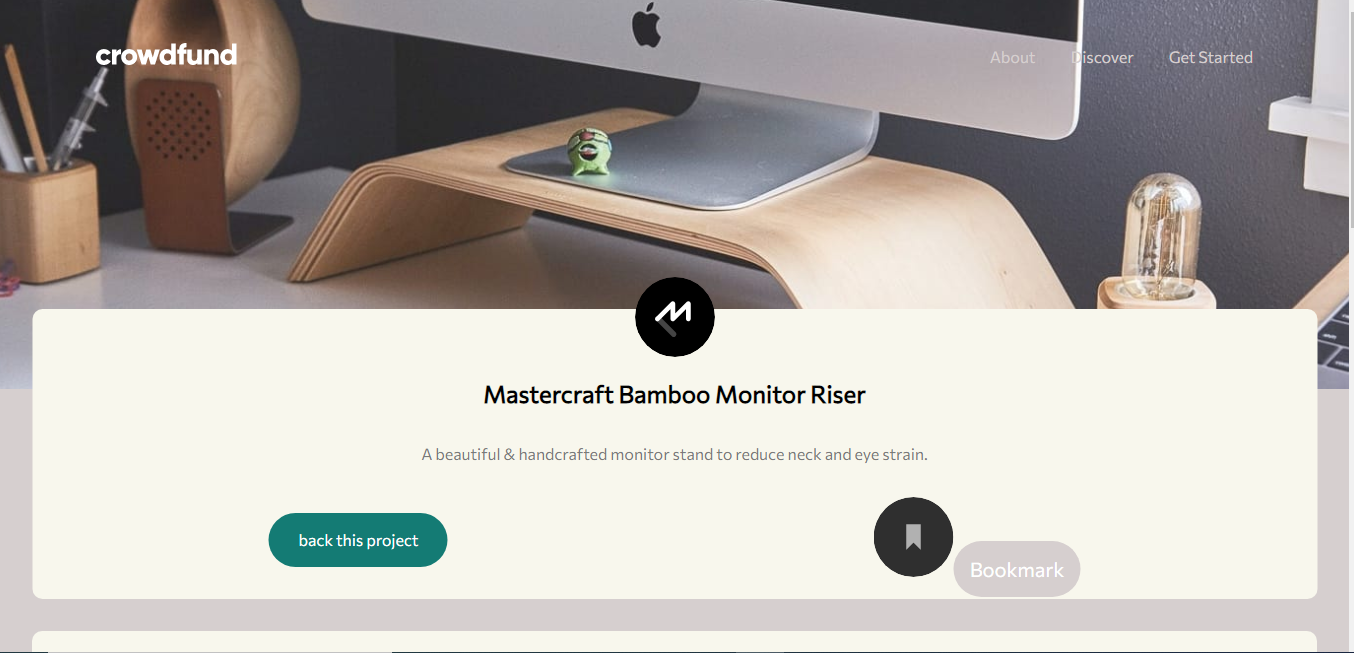 crowdfund
About Discover Get Started
Mastercraft Bamboo Monitor Riser
A beautiful & handcrafted monitor stand to reduce neck and eye strain.
back this project
Bookmark